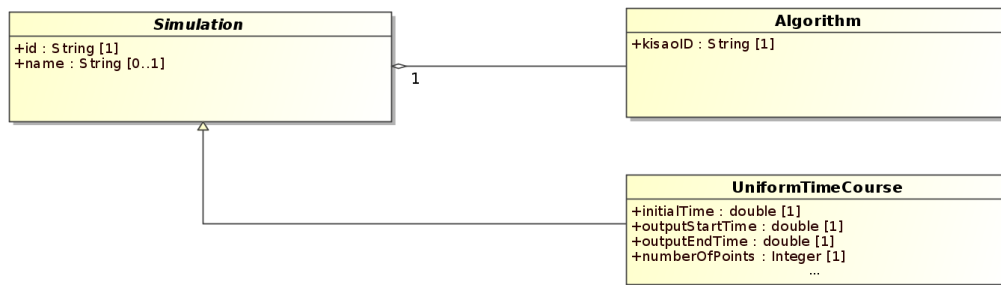 Simulation
+id : String [1]
+name : String [0..1]
1
Algorithm
+kisaoID : String [1]
UniformTimeCourse
+initialTime : double [1]
+outputStartTime : double [1]
+outputEndTime : double [1]
+numberOfPoints : Integer [1]
...